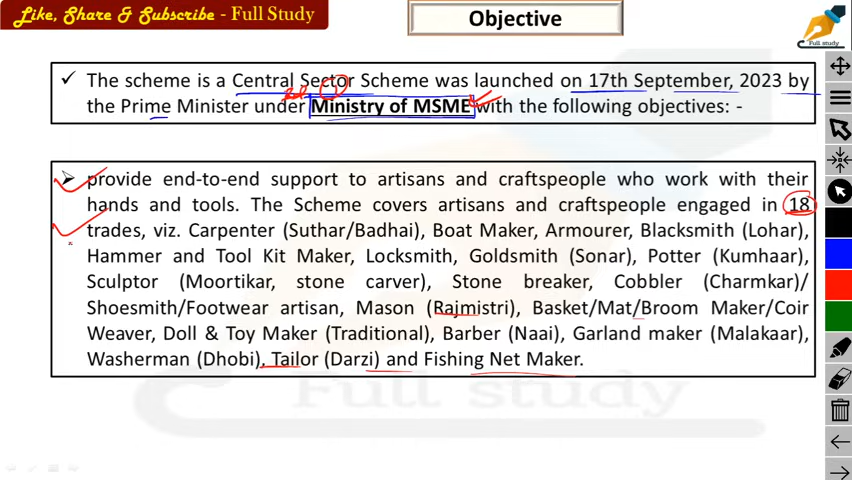 Like, Share & Subscribe - Full Study
Objective
Full study
✓ The scheme is a Central Sector Scheme was launched on 17th September, 2023 by
the Prime Minister under Ministry of MSME with the following objectives: -
➢ provide end-to-end support to artisans and craftspeople who work with their
hands and tools. The Scheme covers artisans and craftspeople engaged in 18
trades, viz. Carpenter (Suthar/Badhai), Boat Maker, Armourer, Blacksmith (Lohar),
Hammer and Tool Kit Maker, Locksmith, Goldsmith (Sonar), Potter (Kumhaar),
Sculptor (Moortikar, stone carver), Stone breaker, Cobbler (Charmkar)/
Shoesmith/Footwear artisan, Mason (Rajmistri), Basket/Mat/Broom Maker/Coir
Weaver, Doll & Toy Maker (Traditional), Barber (Naai), Garland maker (Malakaar),
Washerman (Dhobi), Tailor (Darzi) and Fishing Net Maker.
Full study